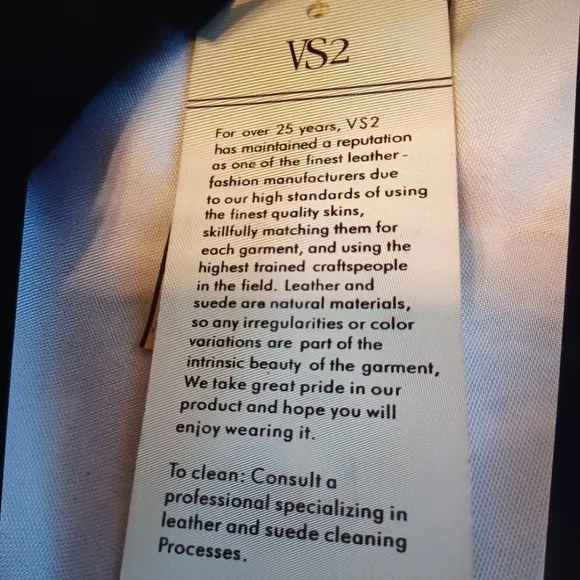 VS2
For over 25 years, VS2
has maintained a reputation
as one of the finest leather -
fashion manufacturers due
to our high standards of using
the finest quality skins,
skillfully matching them for
each garment, and using the
highest trained craftspeople
in the field. Leather and
suede are natural materials,
so any irregularities or color
variations are part of the
intrinsic beauty of the garment,
We take great pride in our
product and hope you will
enjoy wearing it.
To clean: Consult a
professional specializing in
leather and suede cleaning
Processes.